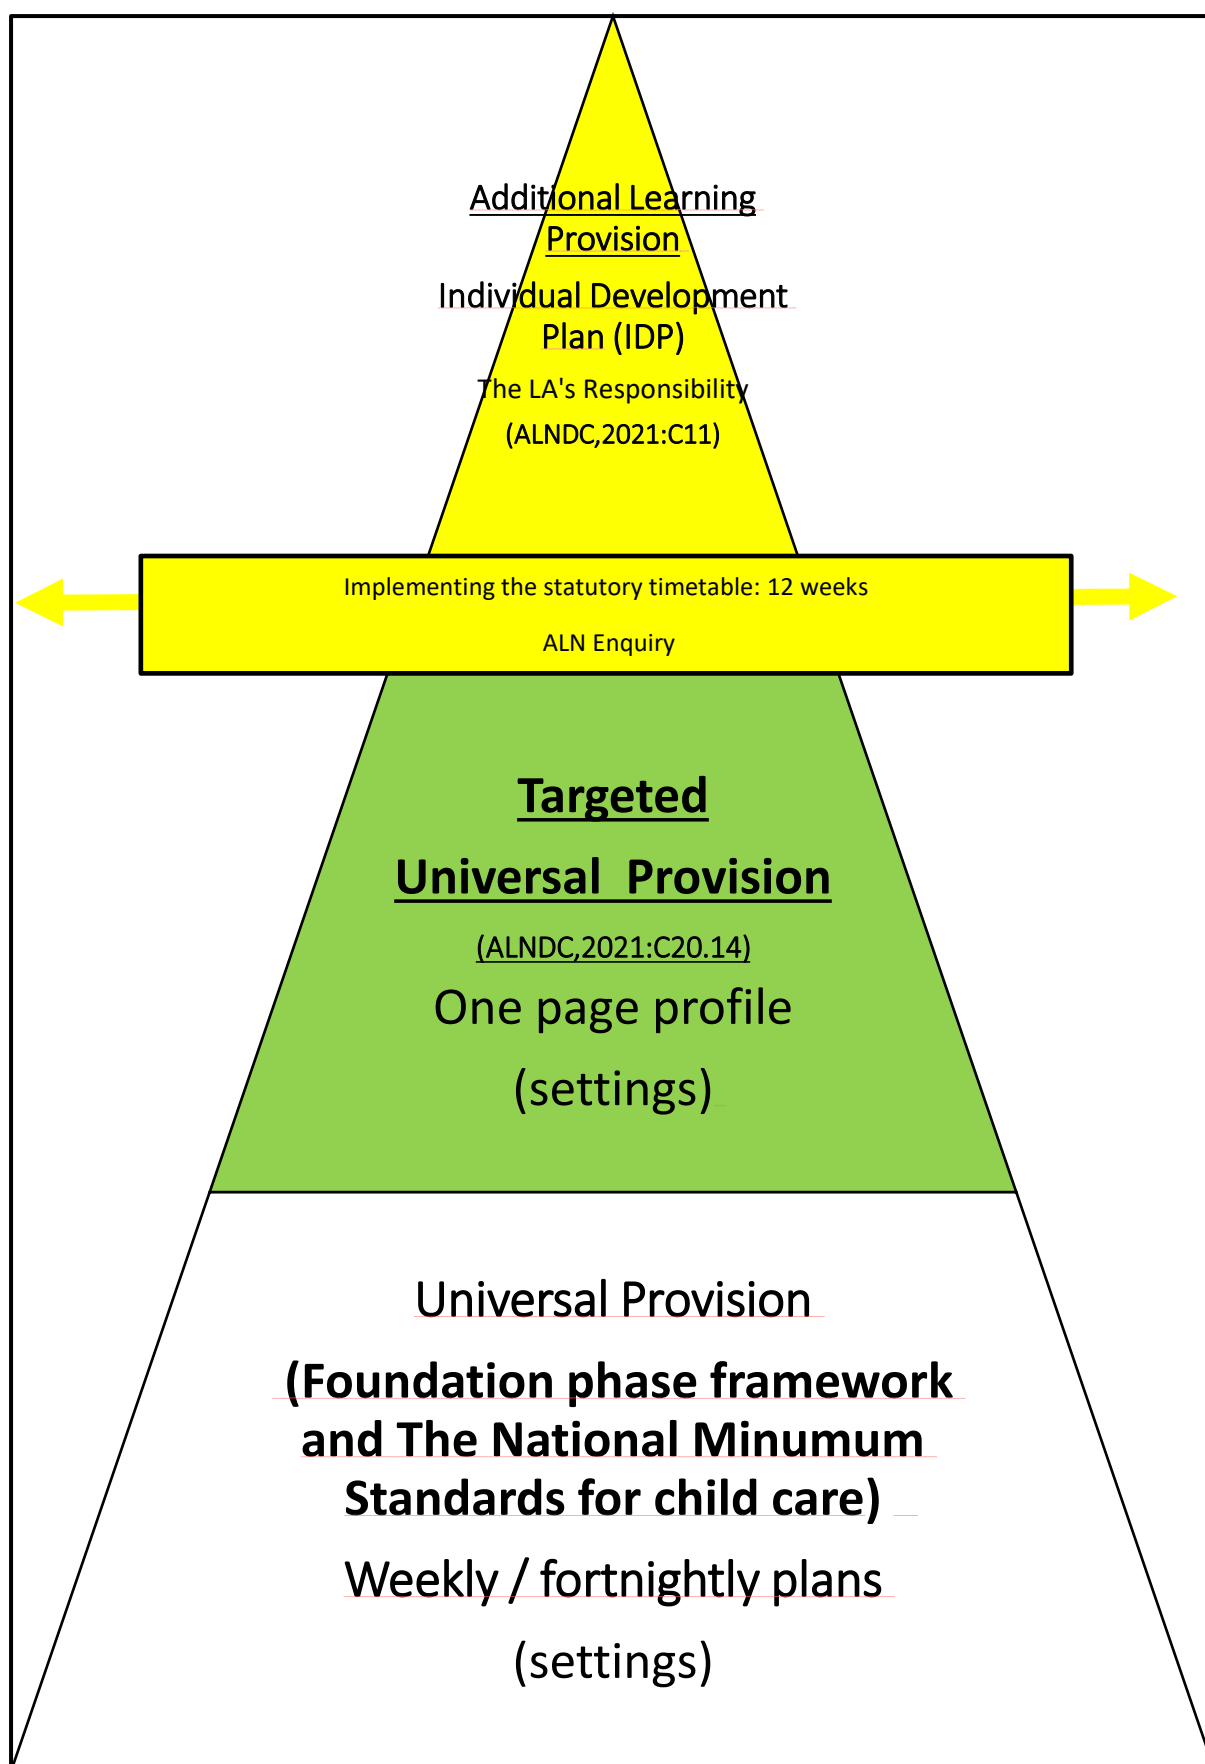 Additional Learning
Provision
Individual Development
Plan (IDP)
The LA's Responsibility
(ALNDC,2021:C11)
Implementing the statutory timetable: 12 weeks
ALN Enquiry
Targeted
Universal  Provision
(ALNDC,2021:C20.14)
One page profile
(settings)
Universal Provision
(Foundation phase framework
and The National Minumum
Standards for child care)
Weekly / fortnightly plans
(settings)